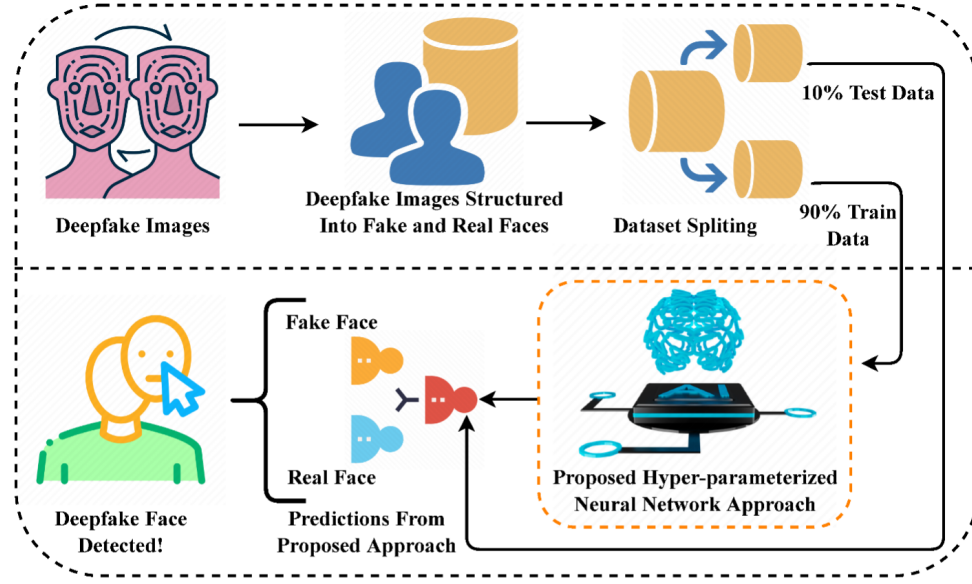 10% Test Data
Deepfake Images
Deepfake Images Structured
Into Fake and Real Faces
Dataset Spliting
90% Train
Data
Fake Face
Real Face
AI
Proposed Hyper-parameterized
Neural Network Approach
Predictions From
Proposed Approach
Deepfake Face
Detected!